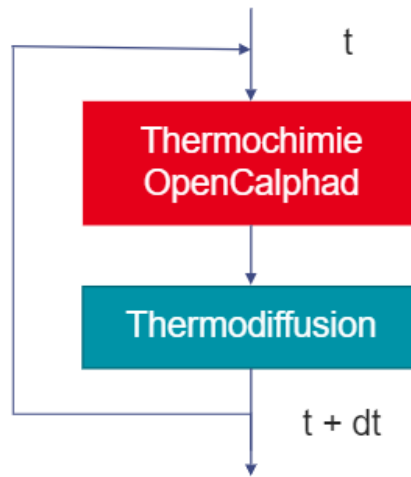 t
Thermochimie
OpenCalphad
Thermodiffusion
t + dt